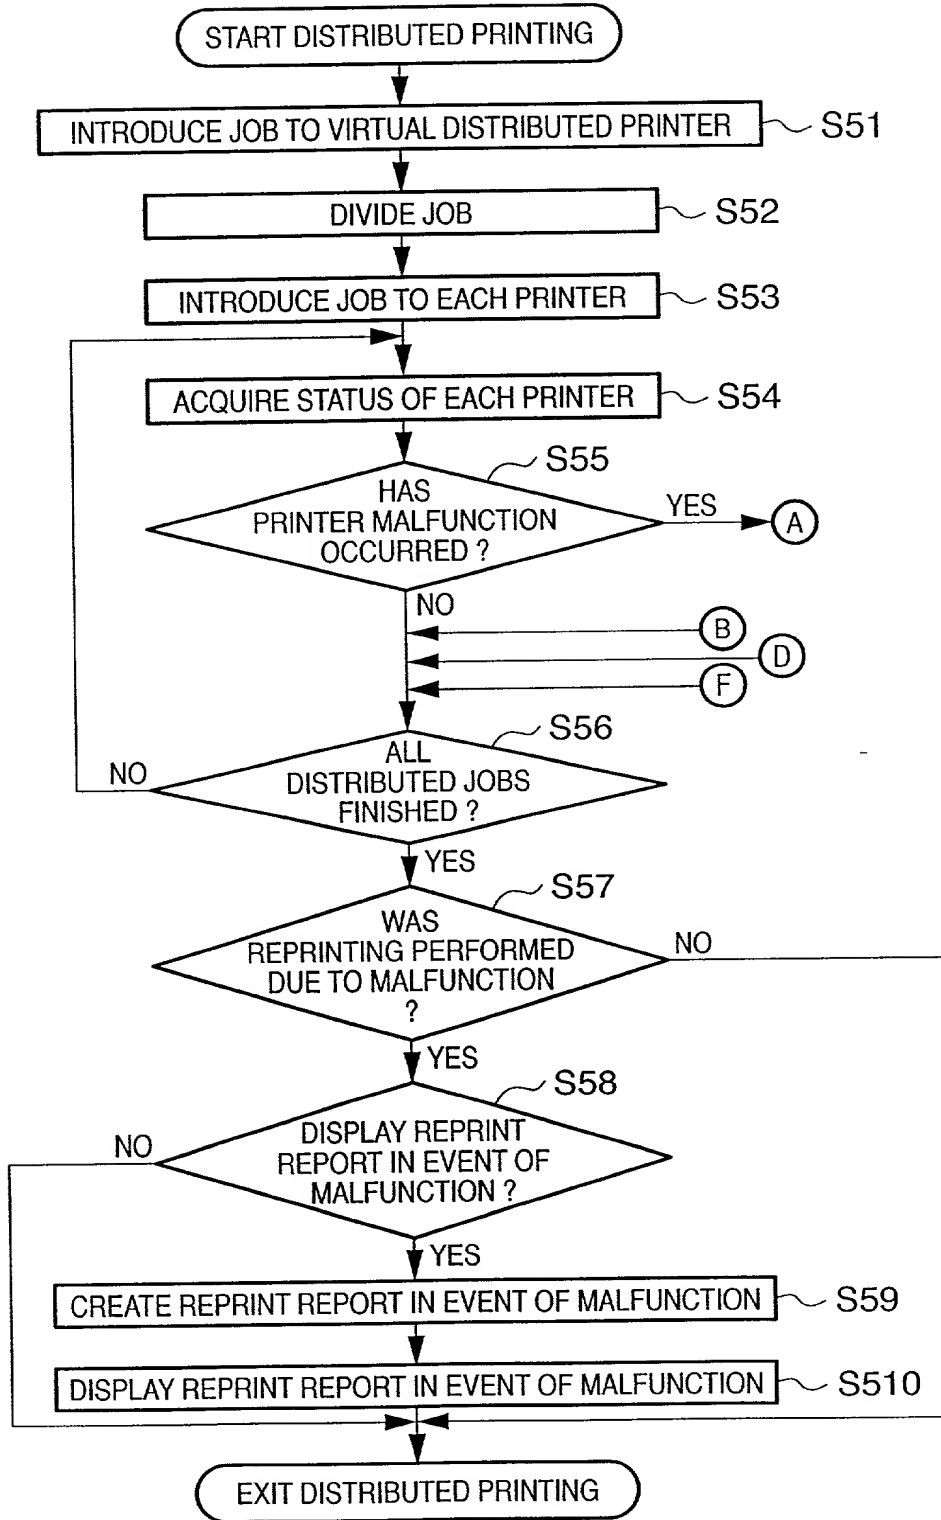 START DISTRIBUTED PRINTING
INTRODUCE JOB TO VIRTUAL DISTRIBUTED PRINTER
S51
DIVIDE JOB
S52
INTRODUCE JOB TO EACH PRINTER
S53
ACQUIRE STATUS OF EACH PRINTER
S54
S55
HAS
PRINTER MALFUNCTION
OCCURRED ?
YES
A
NO
B
D
F
S56
ALL
DISTRIBUTED JOBS
FINISHED ?
NO
YES
S57
WAS
REPRINTING PERFORMED
DUE TO MALFUNCTION
?
NO
YES
S58
DISPLAY REPRINT
REPORT IN EVENT OF
MALFUNCTION ?
NO
YES
CREATE REPRINT REPORT IN EVENT OF MALFUNCTION
S59
DISPLAY REPRINT REPORT IN EVENT OF MALFUNCTION
S510
EXIT DISTRIBUTED PRINTING